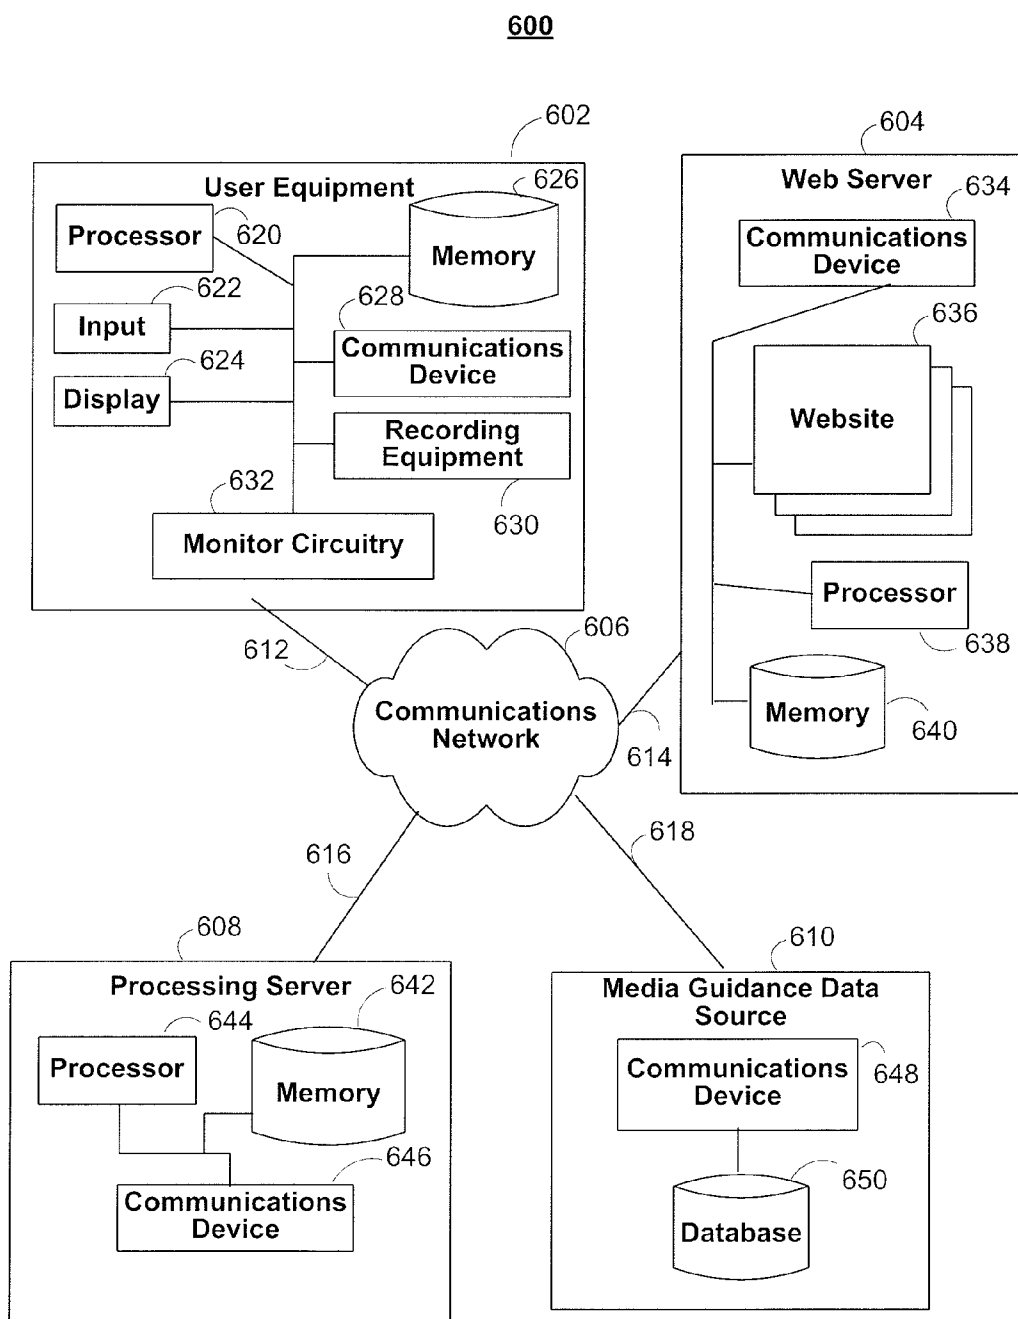 600
602
604
User Equipment
626
Web Server
634
Processor
620
Memory
Communications
Device
622
628
636
Input
Communications
Device
624
Display
Website
Recording
Equipment
632
630
Monitor Circuitry
Processor
638
612
606
Communications
Network
Memory
640
614
616
618
608
610
Processing Server
642
Media Guidance Data
Source
644
Processor
Memory
Communications
Device
648
646
Communications
Device
650
Database